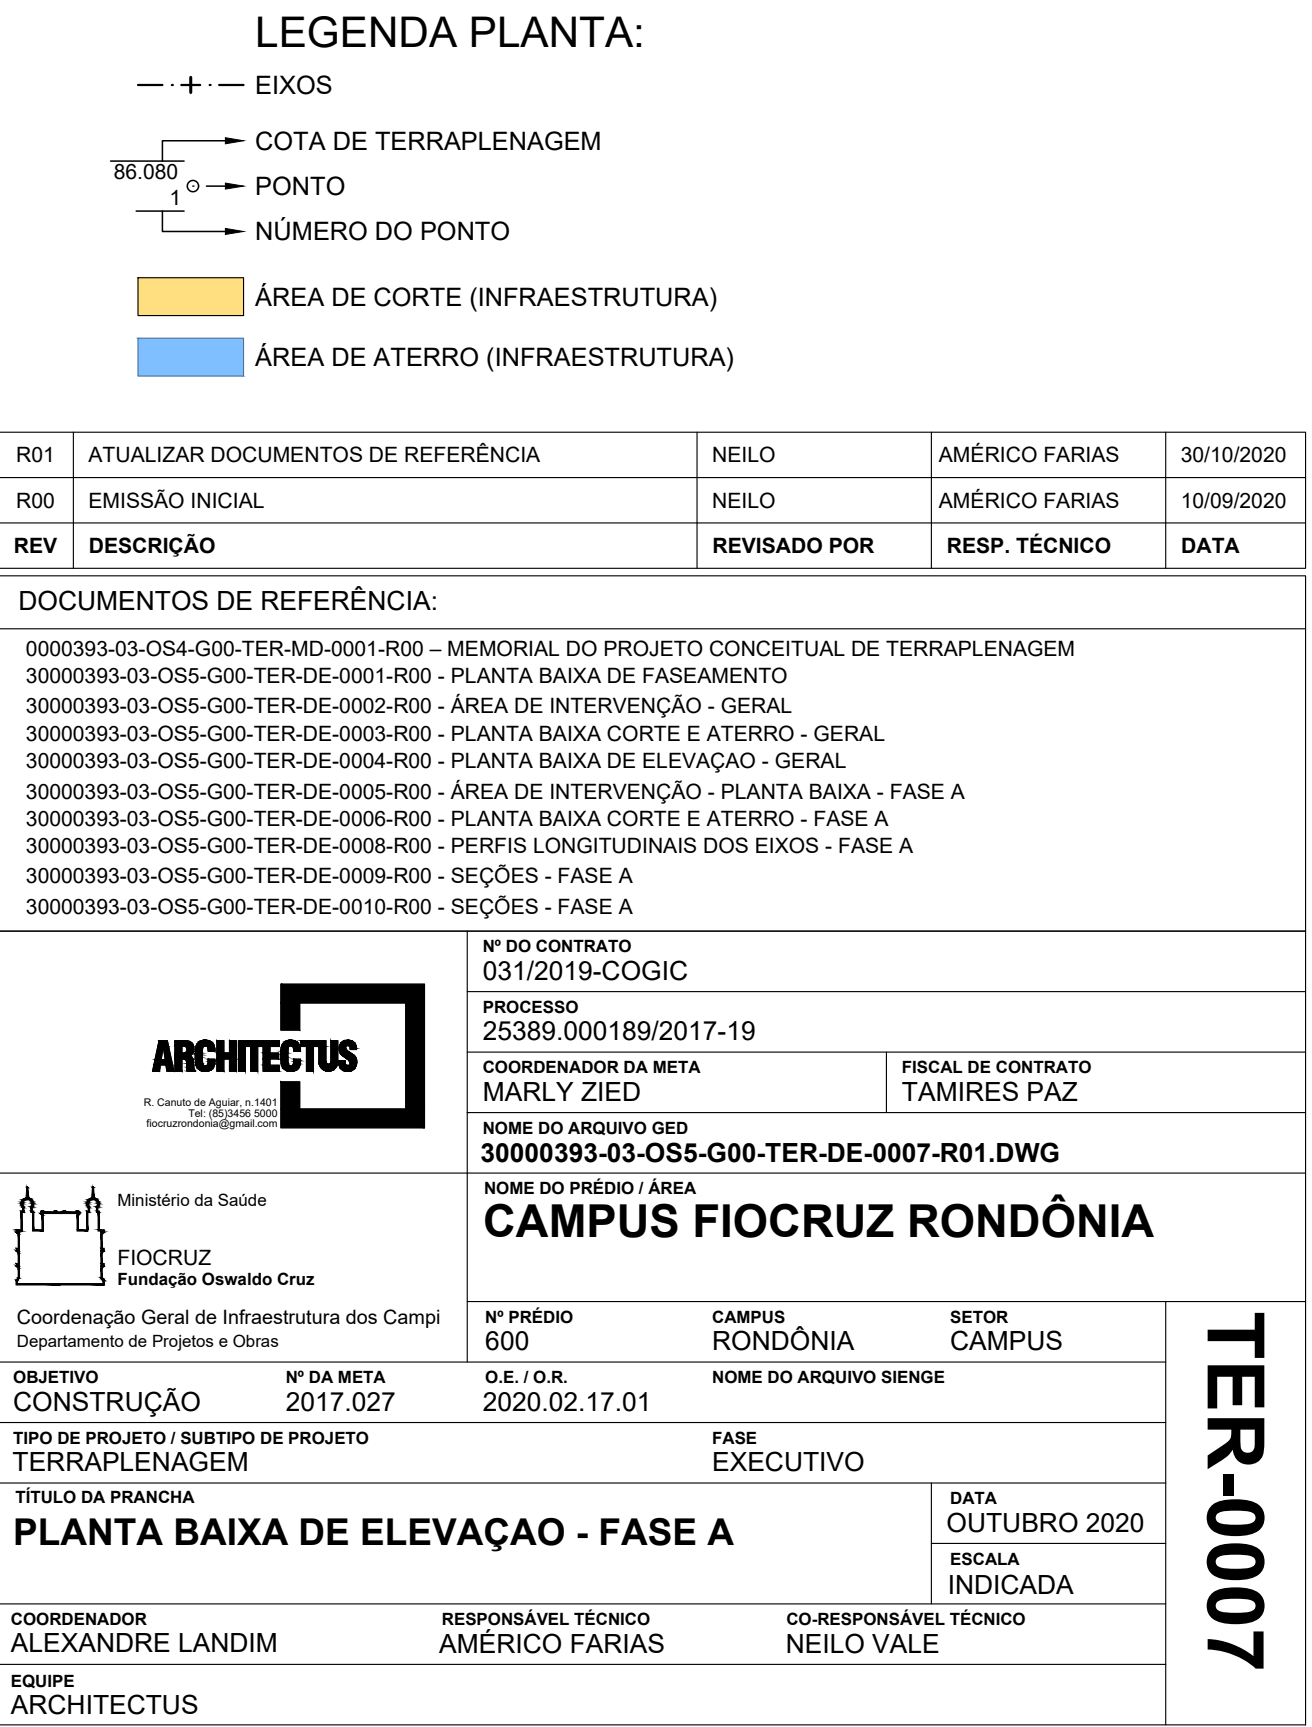 LEGENDA PLANTA:
EIXOS
COTA DE TERRAPLENAGEM
86.080
PONTO
1
NÚMERO DO PONTO
ÁREA DE CORTE (INFRAESTRUTURA)
ÁREA DE ATERRO (INFRAESTRUTURA)
R01 ATUALIZAR DOCUMENTOS DE REFERÊNCIA NEILO AMÉRICO FARIAS 30/10/2020
R00 EMISSÃO INICIAL NEILO AMÉRICO FARIAS 10/09/2020
REV DESCRIÇÃO REVISADO POR RESP. TÉCNICO DATA
DOCUMENTOS DE REFERÊNCIA:
0000393-03-OS4-G00-TER-MD-0001-R00 – MEMORIAL DO PROJETO CONCEITUAL DE TERRAPLENAGEM
30000393-03-OS5-G00-TER-DE-0001-R00 - PLANTA BAIXA DE FASEAMENTO
30000393-03-OS5-G00-TER-DE-0002-R00 - ÁREA DE INTERVENÇÃO - GERAL
30000393-03-OS5-G00-TER-DE-0003-R00 - PLANTA BAIXA CORTE E ATERRO - GERAL
30000393-03-OS5-G00-TER-DE-0004-R00 - PLANTA BAIXA DE ELEVAÇAO - GERAL
30000393-03-OS5-G00-TER-DE-0005-R00 - ÁREA DE INTERVENÇÃO - PLANTA BAIXA - FASE A
30000393-03-OS5-G00-TER-DE-0006-R00 - PLANTA BAIXA CORTE E ATERRO - FASE A
30000393-03-OS5-G00-TER-DE-0008-R00 - PERFIS LONGITUDINAIS DOS EIXOS - FASE A
30000393-03-OS5-G00-TER-DE-0009-R00 - SEÇÕES - FASE A
30000393-03-OS5-G00-TER-DE-0010-R00 - SEÇÕES - FASE A
ARCHITECTUS
R. Canuto de Aguiar, n.1401
Tel: (85)3456 5000
fiocruzrondonia@gmail.com
Nº DO CONTRATO
031/2019-COGIC
PROCESSO
25389.000189/2017-19
COORDENADOR DA META FISCAL DE CONTRATO
MARLY ZIED TAMIRES PAZ
NOME DO ARQUIVO GED
30000393-03-OS5-G00-TER-DE-0007-R01.DWG
Ministério da Saúde
FIOCRUZ
Fundação Oswaldo Cruz
Coordenação Geral de Infraestrutura dos Campi
Departamento de Projetos e Obras
NOME DO PRÉDIO / ÁREA
CAMPUS FIOCRUZ RONDÔNIA
Nº PRÉDIO CAMPUS SETOR
600 RONDÔNIA CAMPUS
OBJETIVO Nº DA META O.E. / O.R. NOME DO ARQUIVO SIENGE
CONSTRUÇÃO 2017.027 2020.02.17.01
TIPO DE PROJETO / SUBTIPO DE PROJETO FASE
TERRAPLENAGEM EXECUTIVO
TÍTULO DA PRANCHA
PLANTA BAIXA DE ELEVAÇAO - FASE A
DATA
OUTUBRO 2020
ESCALA
INDICADA
COORDENADOR RESPONSÁVEL TÉCNICO CO-RESPONSÁVEL TÉCNICO
ALEXANDRE LANDIM AMÉRICO FARIAS NEILO VALE
EQUIPE
ARCHITECTUS
TER-0007